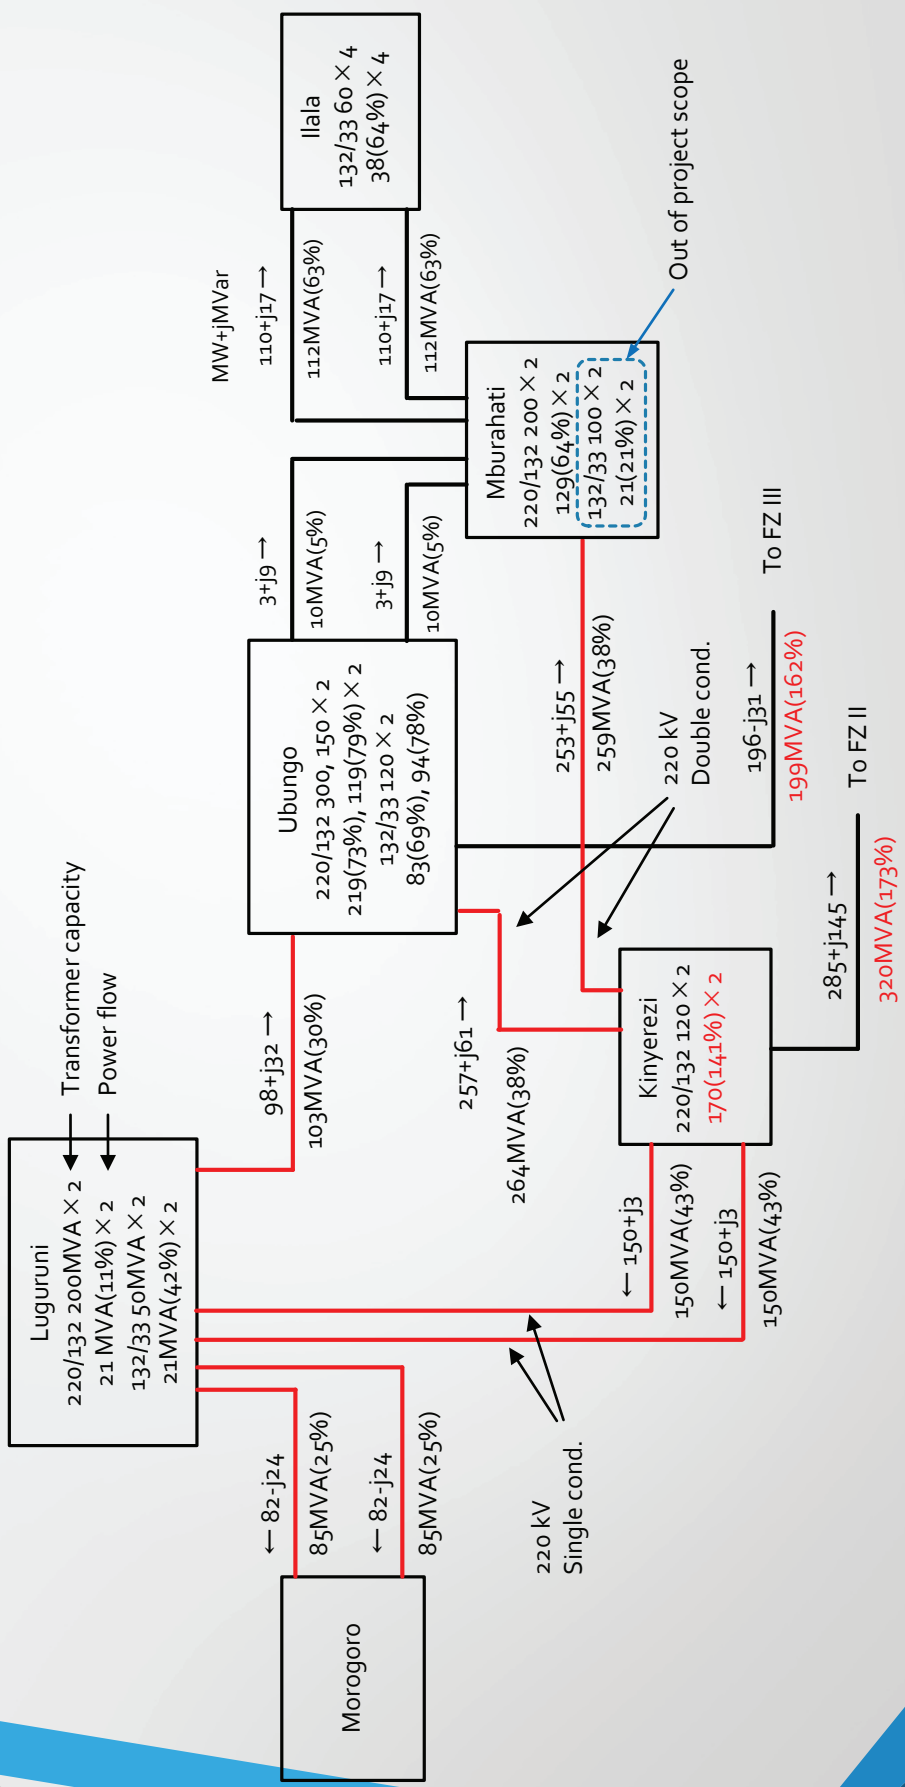 Morogoro
← 82-j24
85MVA(25%)
← 82-j24
85MVA(25%)
220 kV
Single cond.
Luguruni
220/132 200MVA × 2
21 MVA(11%) × 2
132/33 50MVA × 2
21MVA(42%) × 2
Transformer capacity
Power flow
98+j32 →
103MVA(30%)
257+j61 →
264MVA(38%)
← 150+j3
150MVA(43%)
← 150+j3
150MVA(43%)
Kinyerezi
220/132 120 × 2
170(141%) × 2
285+j145 →
320MVA(173%)
To FZ II
Ubungo
220/132 300, 150 × 2
219(73%), 119(79%) × 2
132/33 120 × 2
83(69%), 94(78%)
220 kV
Double cond.
196-j31 →
199MVA(162%)
To FZ III
253+j55 →
259MVA(38%)
3+j9 →
10MVA(5%)
3+j9 →
10MVA(5%)
Mburahati
220/132 200 × 2
129(64%) × 2
132/33 100 × 2
21(21%) × 2
Out of project scope
MW+jMVar
110+j17 →
112MVA(63%)
110+j17 →
112MVA(63%)
Ilala
132/33 60 × 4
38(64%) × 4